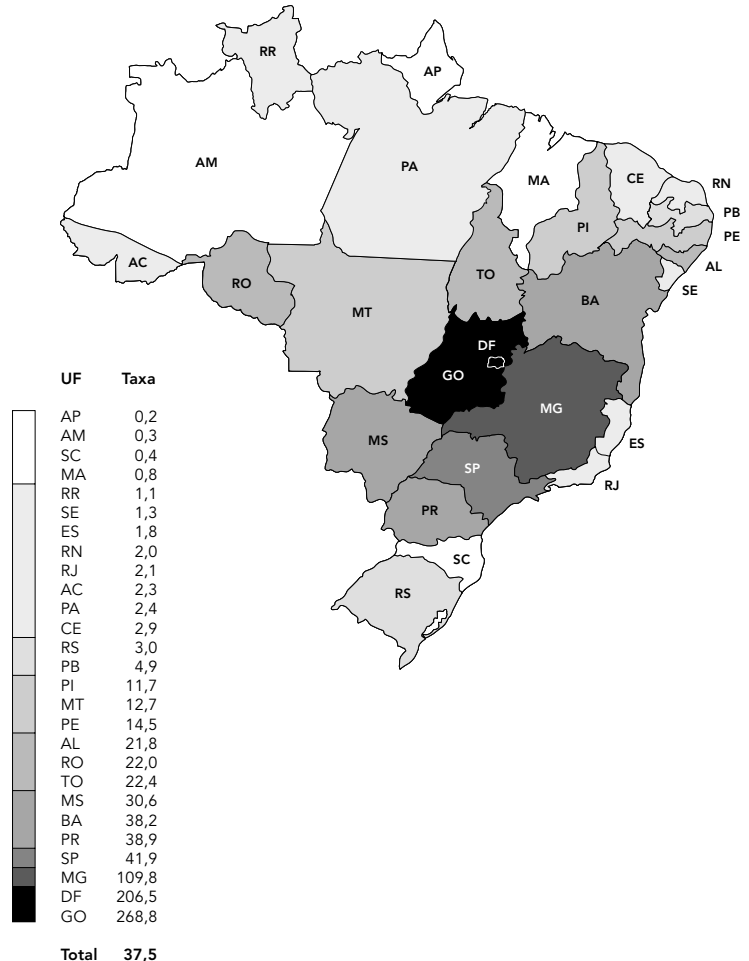 RR
AP
AM
PA
MA
CE
RN
PB
PI
PE
AC
TO
AL
RO
SE
BA
MT
DF
GO
MG
MS
ES
SP
RJ
PR
SC
RS
UF Taxa
AP 0,2
AM 0,3
SC 0,4
MA 0,8
RR 1,1
SE 1,3
ES 1,8
RN 2,0
RJ 2,1
AC 2,3
PA 2,4
CE 2,9
RS 3,0
PB 4,9
PI 11,7
MT 12,7
PE 14,5
AL 21,8
RO 22,0
TO 22,4
MS 30,6
BA 38,2
PR 38,9
SP 41,9
MG 109,8
DF 206,5
GO 268,8
Total 37,5